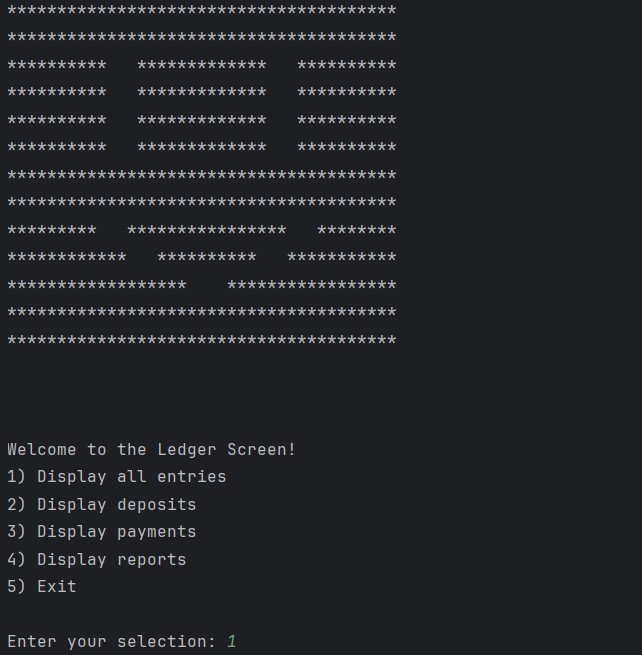 ***************************************
***************************************
**********   *************   **********
**********   *************   **********
**********   *************   **********
**********   *************   **********
***************************************
***************************************
*********   ****************   ********
************   **********   ***********
******************    *****************
***************************************
***************************************
Welcome to the Ledger Screen!
1) Display all entries
2) Display deposits
3) Display payments
4) Display reports
5) Exit
Enter your selection: 1